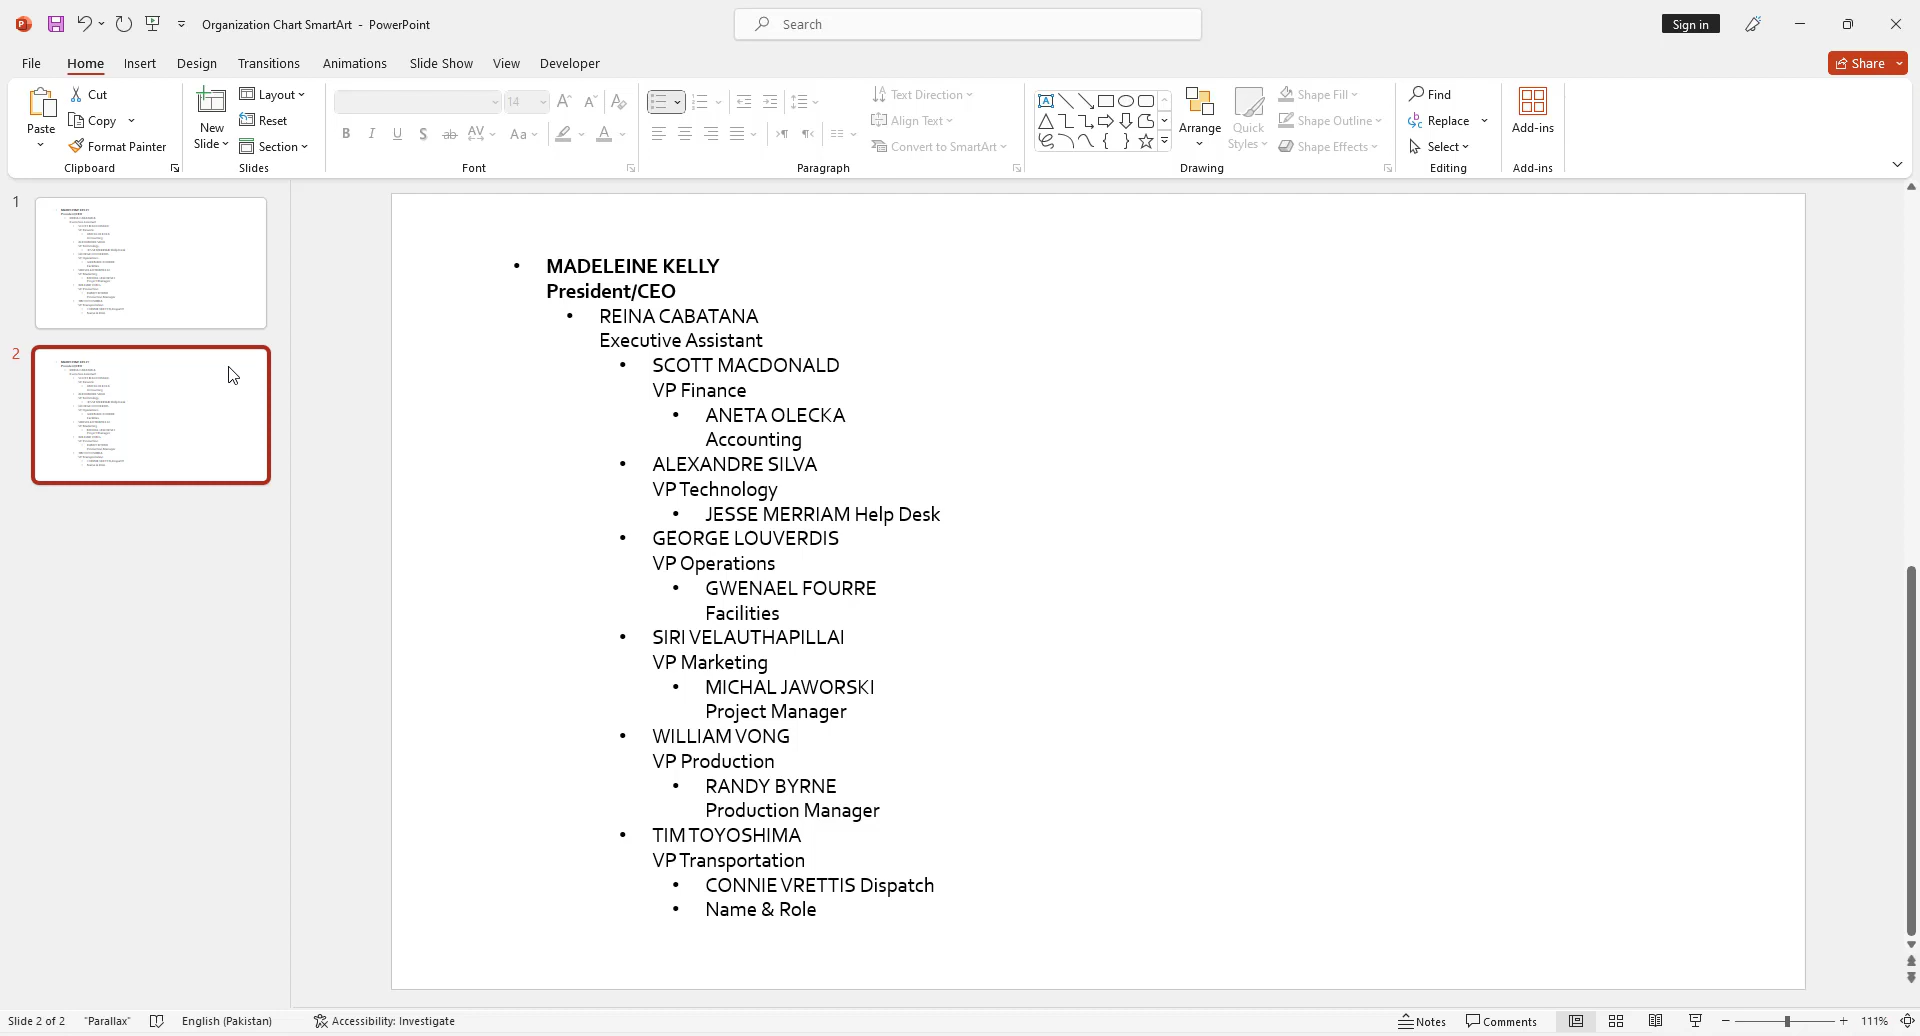 Organization Chart SmartArt - PowerPoint
Search
Sign in
File Home Insert Design Transitions Animations Slide Show View Developer
Share
Paste
Cut
Copy
Format Painter
Clipboard
New Slide
Layout
Reset
Section
Slides
14
Font
Paragraph
Text Direction
Align Text
Convert to SmartArt
Arrange
Quick Styles
Shape Fill
Shape Outline
Shape Effects
Drawing
Find
Replace
Select
Editing
Add-ins
Add-ins
1
2
• MADELEINE KELLY
President/CEO
• REINA CABATANA
Executive Assistant
• SCOTT MACDONALD
VP Finance
• ANETA OLECKA
Accounting
• ALEXANDRE SILVA
VP Technology
• JESSE MERRIAM Help Desk
• GEORGE LOUVERDIS
VP Operations
• GWENAEL FOURRE
Facilities
• SIRI VELAUTHAPILLAI
VP Marketing
• MICHAL JAWORSKI
Project Manager
• WILLIAM VONG
VP Production
• RANDY BYRNE
Production Manager
• TIM TOYOSHIMA
VP Transportation
• CONNIE VRETTIS Dispatch
• Name & Role
Slide 2 of 2 "Parallax" English (Pakistan) Accessibility: Investigate Notes Comments 111%